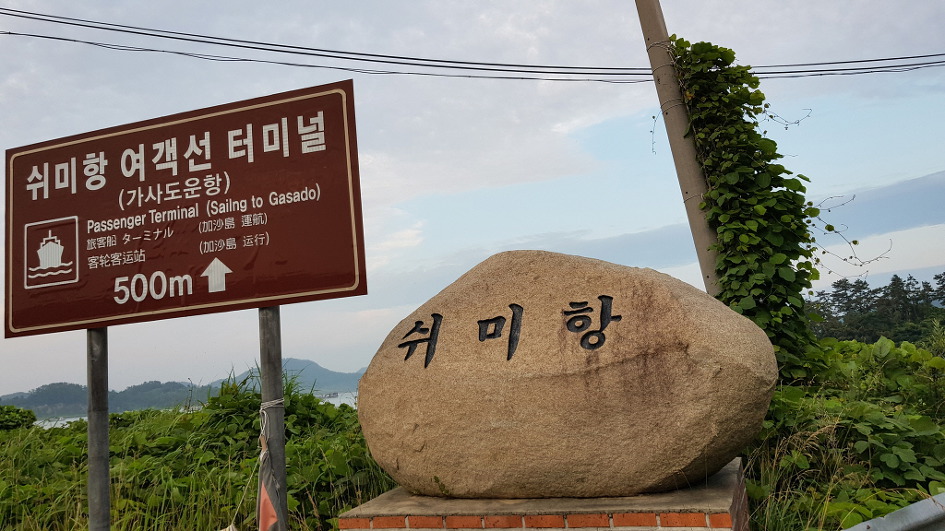 쉬미항 여객선 터미널
(가사도운항)
Passenger Terminal (Sailng to Gasado)
旅客船 ターミナル (加沙島 運航)
客轮客运站 (加沙島 运行)
500m ↑
쉬미항